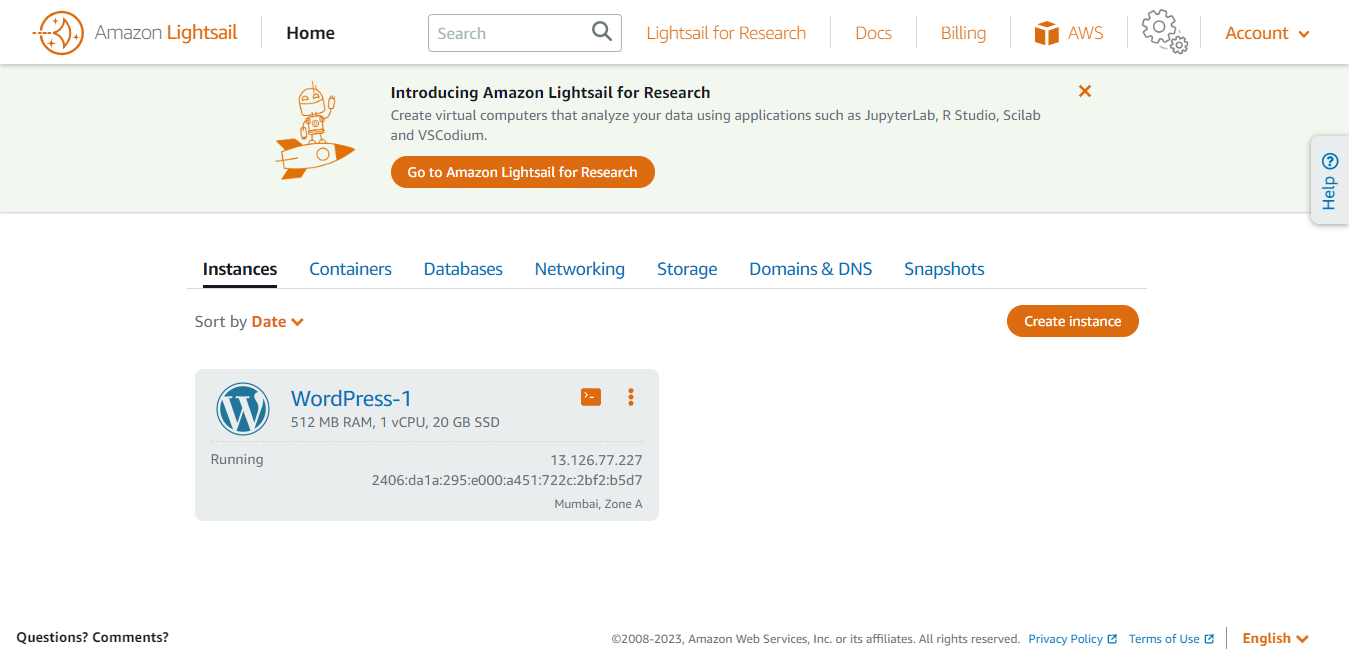 Amazon Lightsail
Home
Search
Lightsail for Research
Docs
Billing
AWS
Account
Introducing Amazon Lightsail for Research
Create virtual computers that analyze your data using applications such as JupyterLab, R Studio, Scilab
and VSCodium.
Go to Amazon Lightsail for Research
Help
Instances
Containers
Databases
Networking
Storage
Domains & DNS
Snapshots
Sort by Date
Create instance
WordPress-1
512 MB RAM, 1 vCPU, 20 GB SSD
Running
13.126.77.227
2406:da1a:295:e000:a451:722c:2bf2:b5d7
Mumbai, Zone A
Questions? Comments?
©2008-2023, Amazon Web Services, Inc. or its affiliates. All rights reserved.
Privacy Policy
Terms of Use
English